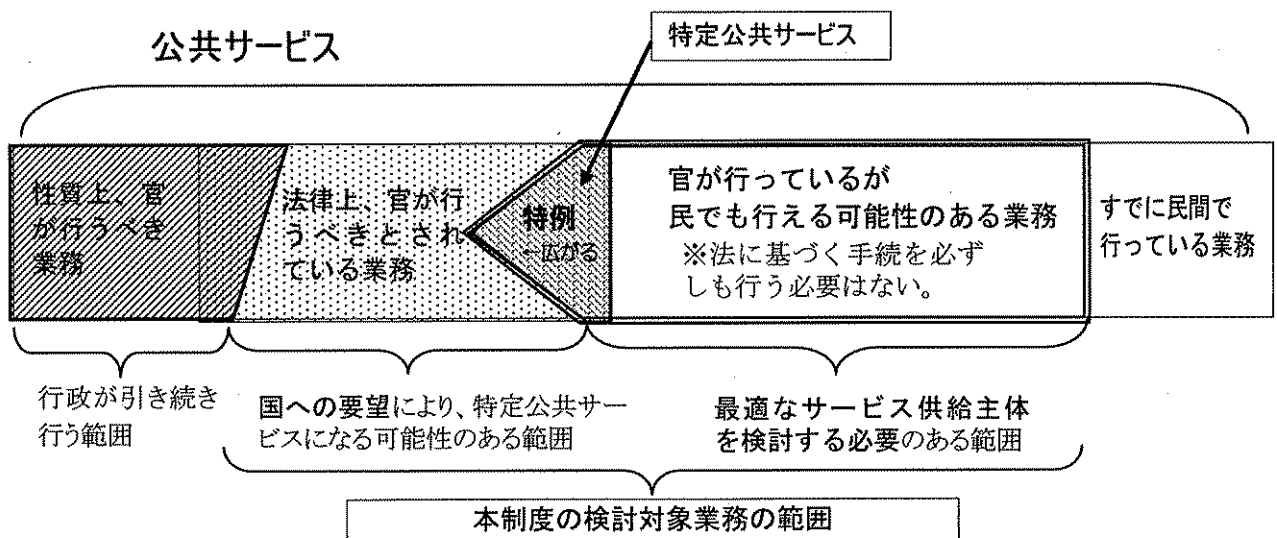 公共サービス
特定公共サービス
性質上、官
が行うべき
業務
法律上、官が行
うべきとされ
ている業務
特例
←広がる
官が行っているが
民でも行える可能性のある業務
※法に基づく手続を必ず
しも行う必要はない。
すでに民間で
行っている業務
行政が引き続き
行う範囲
国への要望により、特定公共サー
ビスになる可能性のある範囲
最適なサービス供給主体
を検討する必要のある範囲
本制度の検討対象業務の範囲